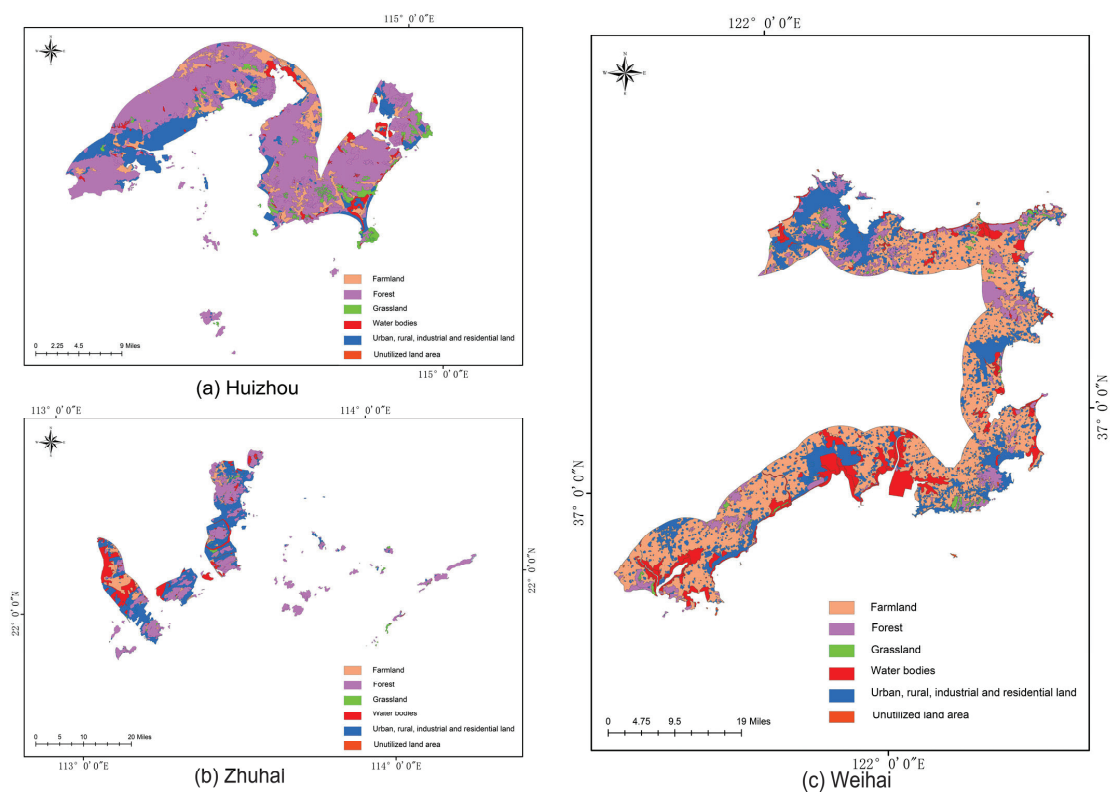 115° 0′0″E
Farmland
Forest
Grassland
Water bodies
Urban, rural, industrial and residential land
Unutilized land area
0 2.25 4.5 9 Miles
115° 0′0″E
(a) Huizhou
113° 0′0″E 114° 0′0″E
22° 0′0″N
22° 0′0″N
Farmland
Forest
Grassland
Water bodies
Urban, rural, industrial and residential land
Unutilized land area
0 5 10 20 Miles
113° 0′0″E 114° 0′0″E
(b) Zhuhal
122° 0′0″E
N
W E
S
37° 0′0″N
37° 0′0″N
Farmland
Forest
Grassland
Water bodies
Urban, rural, industrial and residential land
Unutilized land area
0 4.75 9.5 19 Miles
122° 0′0″E
(c) Weihai